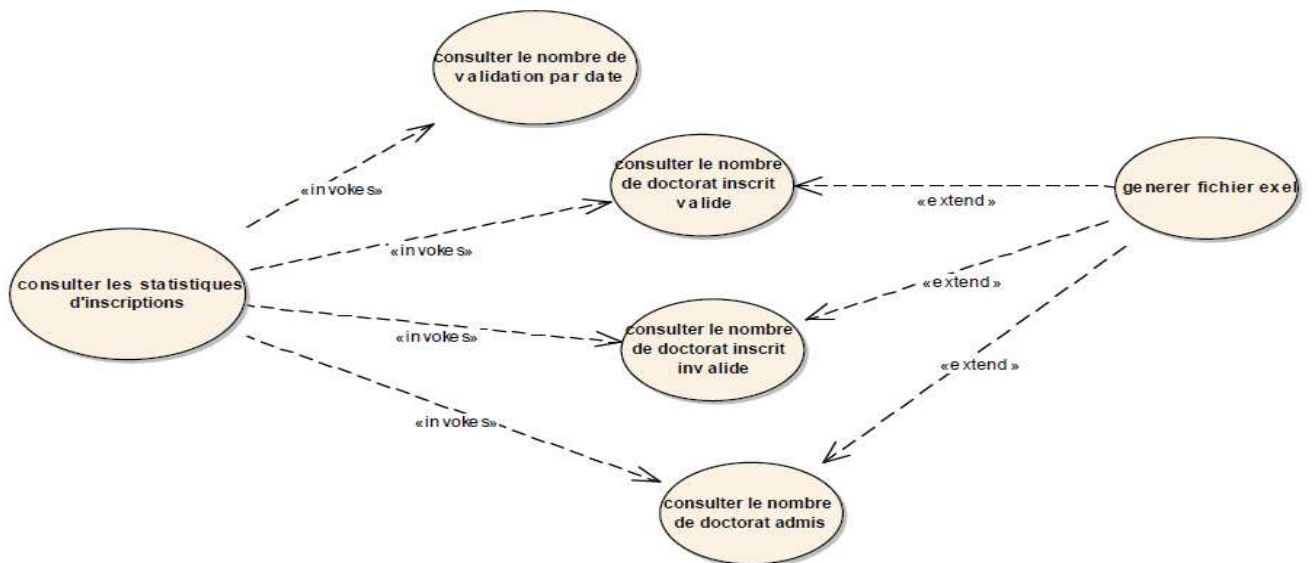 consulter le nombre de
validation par date
consulter le nombre
de doctorat inscrit
valide
generer fichier exel
«invokes»
«extend»
«invokes»
consulter les statistiques
d'inscriptions
«extend»
consulter le nombre
de doctorat inscrit
invalide
«invokes»
«extend»
«invokes»
consulter le nombre
de doctorat admis